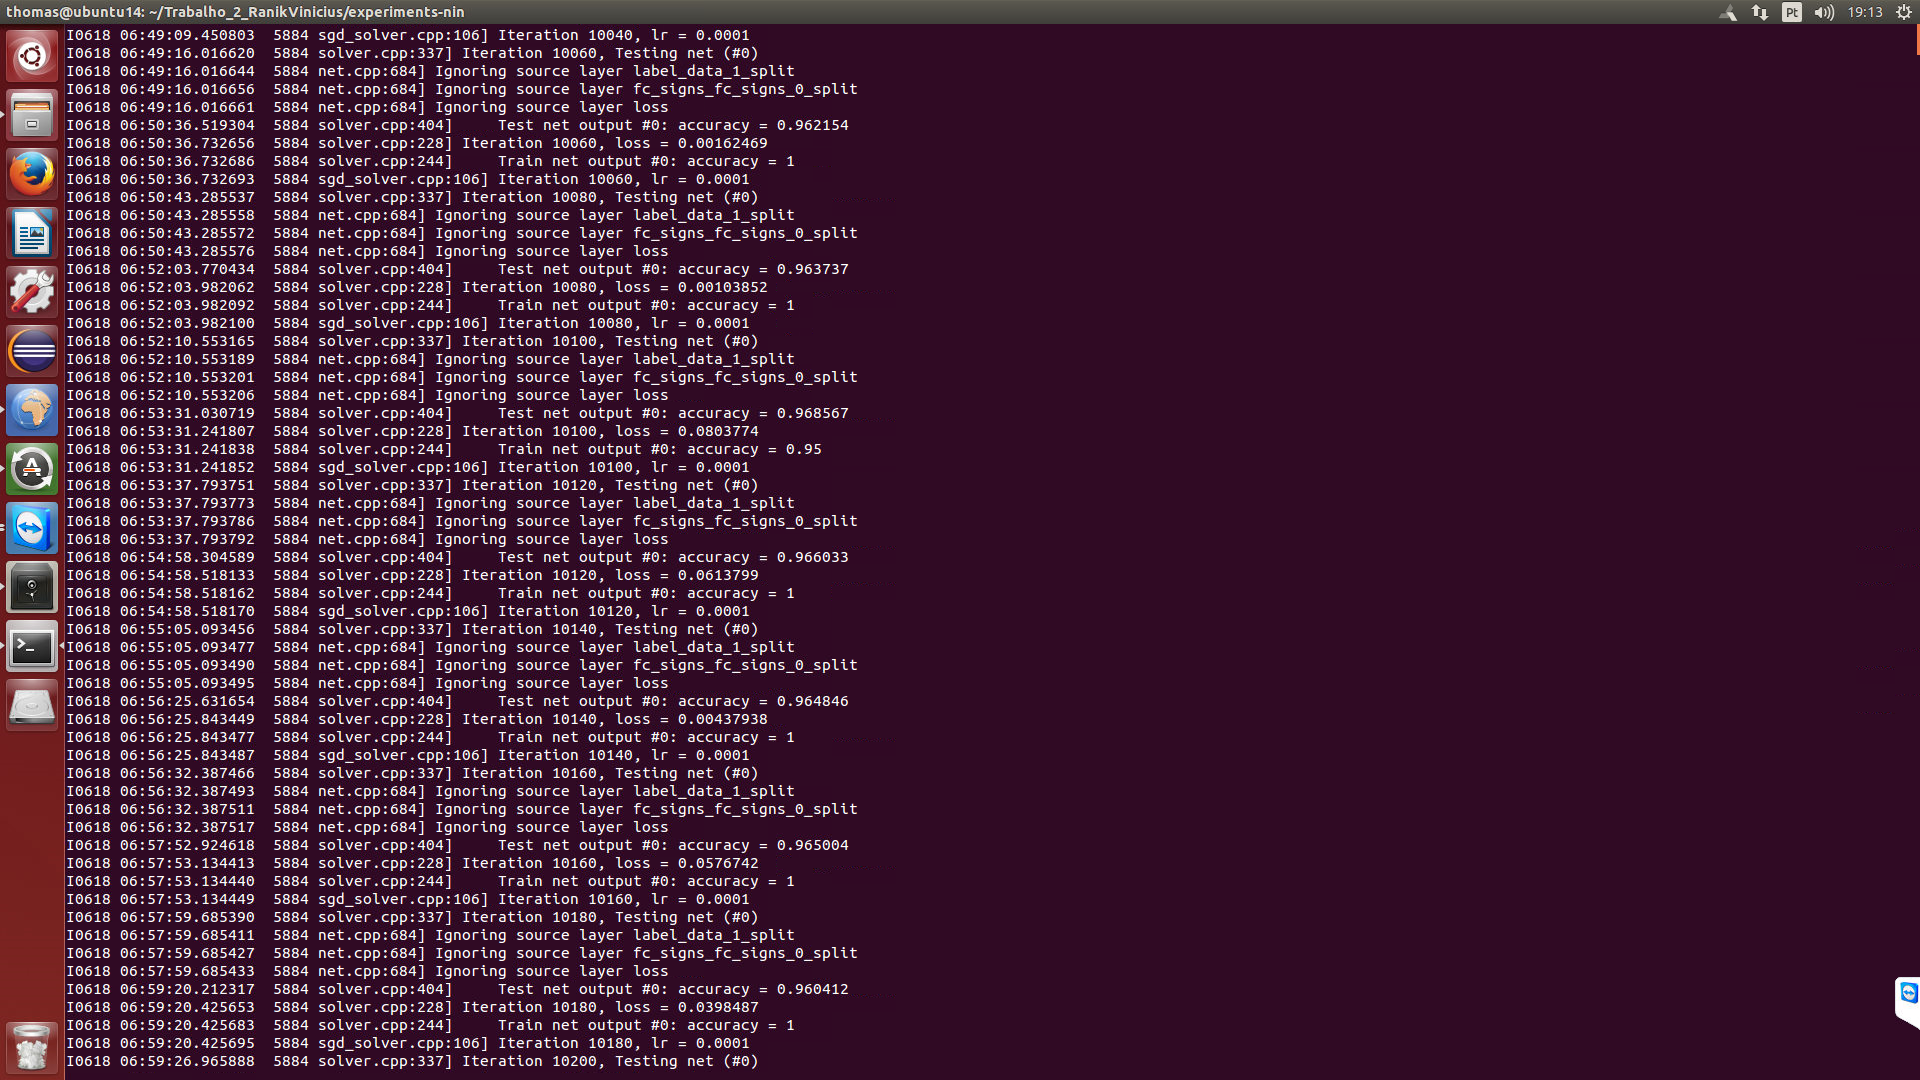 thomas@ubuntu14: ~/Trabalho_2_RanikVinicius/experiments-nin Pt 19:13
I0618 06:49:09.450803  5884 sgd_solver.cpp:106] Iteration 10040, lr = 0.0001
I0618 06:49:16.016620  5884 solver.cpp:337] Iteration 10060, Testing net (#0)
I0618 06:49:16.016644  5884 net.cpp:684] Ignoring source layer label_data_1_split
I0618 06:49:16.016656  5884 net.cpp:684] Ignoring source layer fc_signs_fc_signs_0_split
I0618 06:49:16.016661  5884 net.cpp:684] Ignoring source layer loss
I0618 06:50:36.519304  5884 solver.cpp:404]     Test net output #0: accuracy = 0.962154
I0618 06:50:36.732656  5884 solver.cpp:228] Iteration 10060, loss = 0.00162469
I0618 06:50:36.732686  5884 solver.cpp:244]     Train net output #0: accuracy = 1
I0618 06:50:36.732693  5884 sgd_solver.cpp:106] Iteration 10060, lr = 0.0001
I0618 06:50:43.285537  5884 solver.cpp:337] Iteration 10080, Testing net (#0)
I0618 06:50:43.285558  5884 net.cpp:684] Ignoring source layer label_data_1_split
I0618 06:50:43.285572  5884 net.cpp:684] Ignoring source layer fc_signs_fc_signs_0_split
I0618 06:50:43.285576  5884 net.cpp:684] Ignoring source layer loss
I0618 06:52:03.770434  5884 solver.cpp:404]     Test net output #0: accuracy = 0.963737
I0618 06:52:03.982062  5884 solver.cpp:228] Iteration 10080, loss = 0.00103852
I0618 06:52:03.982092  5884 solver.cpp:244]     Train net output #0: accuracy = 1
I0618 06:52:03.982100  5884 sgd_solver.cpp:106] Iteration 10080, lr = 0.0001
I0618 06:52:10.553165  5884 solver.cpp:337] Iteration 10100, Testing net (#0)
I0618 06:52:10.553189  5884 net.cpp:684] Ignoring source layer label_data_1_split
I0618 06:52:10.553201  5884 net.cpp:684] Ignoring source layer fc_signs_fc_signs_0_split
I0618 06:52:10.553206  5884 net.cpp:684] Ignoring source layer loss
I0618 06:53:31.030719  5884 solver.cpp:404]     Test net output #0: accuracy = 0.968567
I0618 06:53:31.241807  5884 solver.cpp:228] Iteration 10100, loss = 0.0803774
I0618 06:53:31.241838  5884 solver.cpp:244]     Train net output #0: accuracy = 0.95
I0618 06:53:31.241852  5884 sgd_solver.cpp:106] Iteration 10100, lr = 0.0001
I0618 06:53:37.793751  5884 solver.cpp:337] Iteration 10120, Testing net (#0)
I0618 06:53:37.793773  5884 net.cpp:684] Ignoring source layer label_data_1_split
I0618 06:53:37.793786  5884 net.cpp:684] Ignoring source layer fc_signs_fc_signs_0_split
I0618 06:53:37.793792  5884 net.cpp:684] Ignoring source layer loss
I0618 06:54:58.304589  5884 solver.cpp:404]     Test net output #0: accuracy = 0.966033
I0618 06:54:58.518133  5884 solver.cpp:228] Iteration 10120, loss = 0.0613799
I0618 06:54:58.518162  5884 solver.cpp:244]     Train net output #0: accuracy = 1
I0618 06:54:58.518170  5884 sgd_solver.cpp:106] Iteration 10120, lr = 0.0001
I0618 06:55:05.093456  5884 solver.cpp:337] Iteration 10140, Testing net (#0)
I0618 06:55:05.093477  5884 net.cpp:684] Ignoring source layer label_data_1_split
I0618 06:55:05.093490  5884 net.cpp:684] Ignoring source layer fc_signs_fc_signs_0_split
I0618 06:55:05.093495  5884 net.cpp:684] Ignoring source layer loss
I0618 06:56:25.631654  5884 solver.cpp:404]     Test net output #0: accuracy = 0.964846
I0618 06:56:25.843449  5884 solver.cpp:228] Iteration 10140, loss = 0.00437938
I0618 06:56:25.843477  5884 solver.cpp:244]     Train net output #0: accuracy = 1
I0618 06:56:25.843487  5884 sgd_solver.cpp:106] Iteration 10140, lr = 0.0001
I0618 06:56:32.387466  5884 solver.cpp:337] Iteration 10160, Testing net (#0)
I0618 06:56:32.387493  5884 net.cpp:684] Ignoring source layer label_data_1_split
I0618 06:56:32.387511  5884 net.cpp:684] Ignoring source layer fc_signs_fc_signs_0_split
I0618 06:56:32.387517  5884 net.cpp:684] Ignoring source layer loss
I0618 06:57:52.924618  5884 solver.cpp:404]     Test net output #0: accuracy = 0.965004
I0618 06:57:53.134413  5884 solver.cpp:228] Iteration 10160, loss = 0.0576742
I0618 06:57:53.134440  5884 solver.cpp:244]     Train net output #0: accuracy = 1
I0618 06:57:53.134449  5884 sgd_solver.cpp:106] Iteration 10160, lr = 0.0001
I0618 06:57:59.685390  5884 solver.cpp:337] Iteration 10180, Testing net (#0)
I0618 06:57:59.685411  5884 net.cpp:684] Ignoring source layer label_data_1_split
I0618 06:57:59.685427  5884 net.cpp:684] Ignoring source layer fc_signs_fc_signs_0_split
I0618 06:57:59.685433  5884 net.cpp:684] Ignoring source layer loss
I0618 06:59:20.212317  5884 solver.cpp:404]     Test net output #0: accuracy = 0.960412
I0618 06:59:20.425653  5884 solver.cpp:228] Iteration 10180, loss = 0.0398487
I0618 06:59:20.425683  5884 solver.cpp:244]     Train net output #0: accuracy = 1
I0618 06:59:20.425695  5884 sgd_solver.cpp:106] Iteration 10180, lr = 0.0001
I0618 06:59:26.965888  5884 solver.cpp:337] Iteration 10200, Testing net (#0)